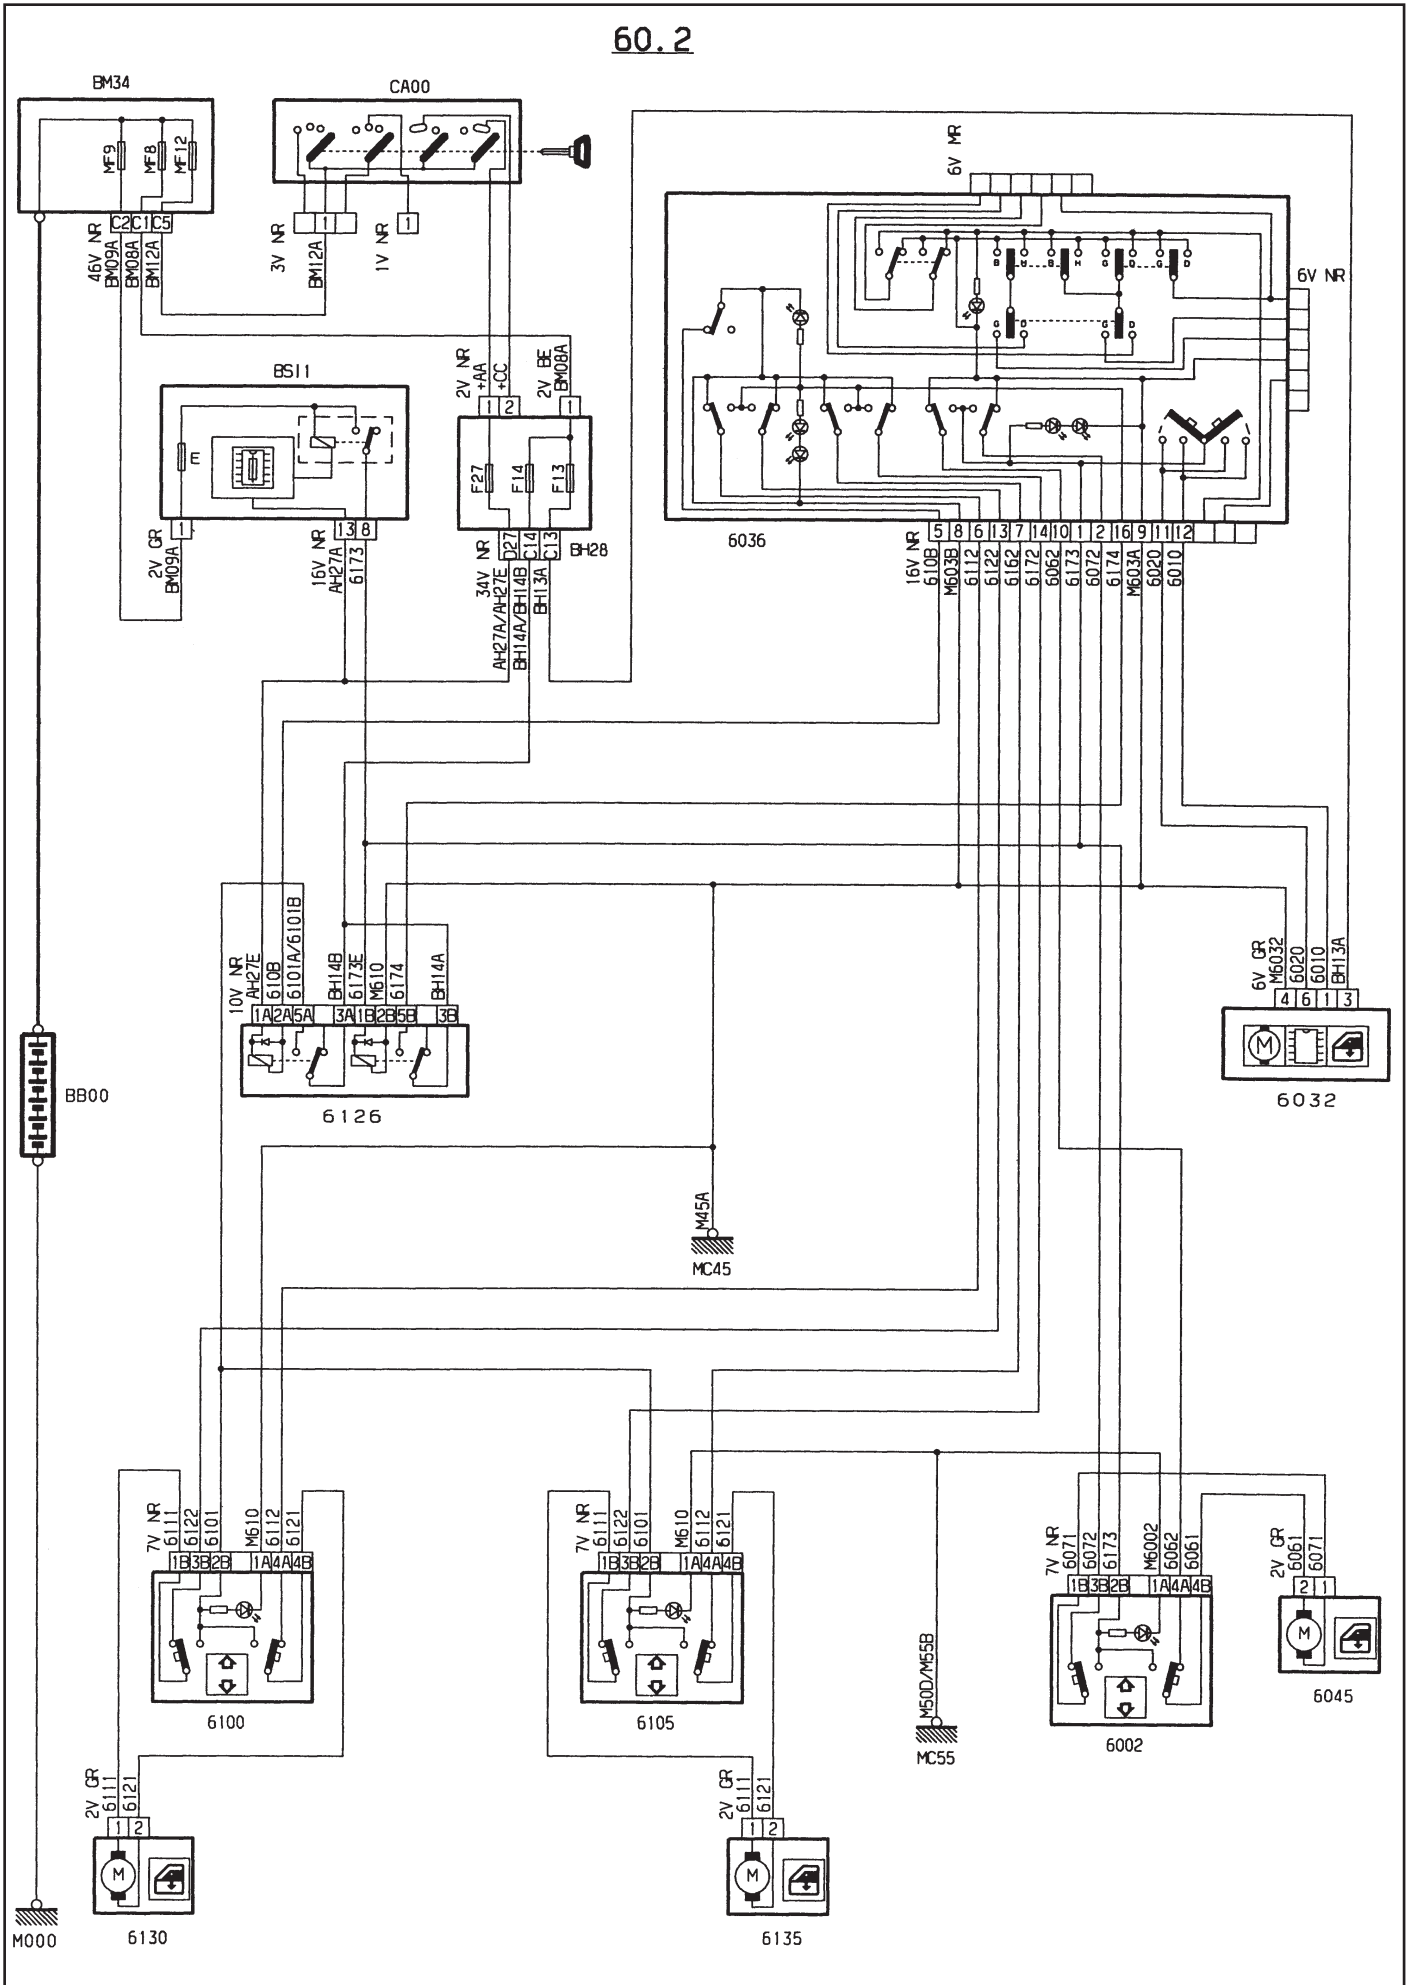 60.2
BM34
CA00
MF9
MF8
MF12
C2 C1 C5
46V NR
BM09A
BM08A
BM12A
3V NR
1
BM12A
1V NR
1
6V MR
6V NR
BSI1
E
1
13 8
2V GR
BM09A
16V NR
AH27A
6173
2V NR
+AA
+CC
2V BE
BM08A
1 2
1
F27
F14
F13
D27 C14 C13
BH28
34V NR
AH27A/AH27E
BH14A/BH14B
BH13A
B H B H G D G D
G D G D
6036
5 8 6 13 7 14 10 1 2 16 9 11 12
16V NR
610B
M603B
6112
6122
6162
6172
6062
6173
6072
6174
M603A
6020
6010
10V NR
AH27E
610B
6101A/6101B
BH14B
6173E
M610
6174
BH14A
1A 2A 5A 3A 1B 2B 5B 3B
6126
6V GR
M6032
6020
6010
BH13A
4 6 1 3
M
6032
BB00
M45A
MC45
7V NR
6111
6122
6101
M610
6112
6121
1B 3B 2B 1A 4A 4B
6100
7V NR
6111
6122
6101
M610
6112
6121
1B 3B 2B 1A 4A 4B
6105
M50D/M55B
MC55
7V NR
6071
6072
6173
M6002
6062
6061
1B 3B 2B 1A 4A 4B
6002
2V GR
6061
6071
2 1
M
6045
2V GR
6111
6121
1 2
M
6130
2V GR
6111
6121
1 2
M
6135
M000